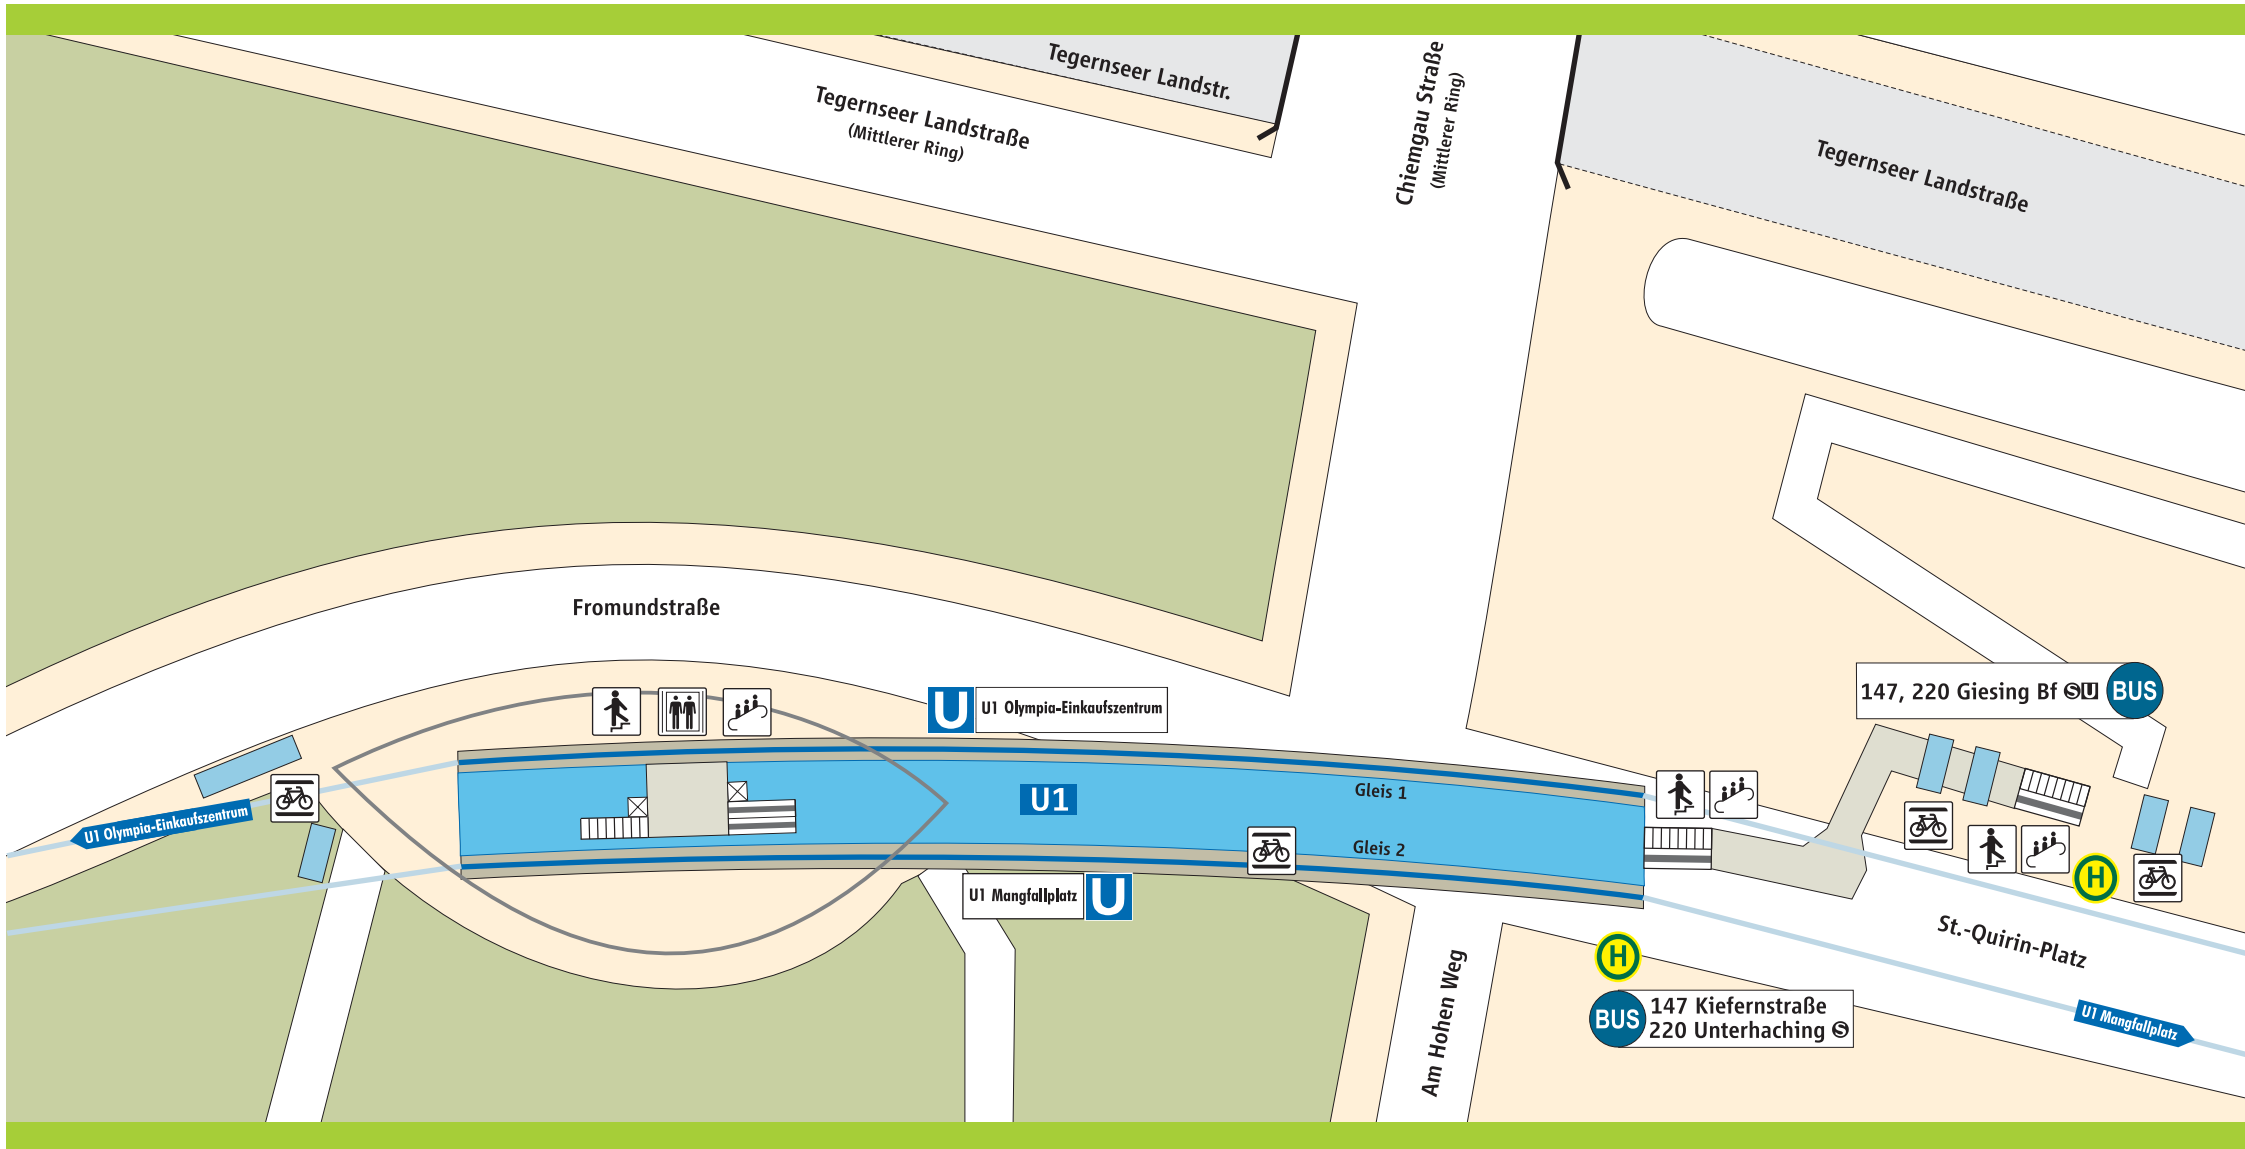 Tegernseer Landstr.
Tegernseer Landstraße
(Mittlerer Ring)
Chiemgau Straße
(Mittlerer Ring)
Tegernseer Landstraße
Fromundstraße
U U1 Olympia-Einkaufszentrum
147, 220 Giesing Bf S U BUS
U1 Olympia-Einkaufszentrum
U1
Gleis 1
Gleis 2
U1 Mangfallplatz U
H
St.-Quirin-Platz
H
BUS
147 Kiefernstraße
220 Unterhaching S
Am Hohen Weg
U1 Mangfallplatz